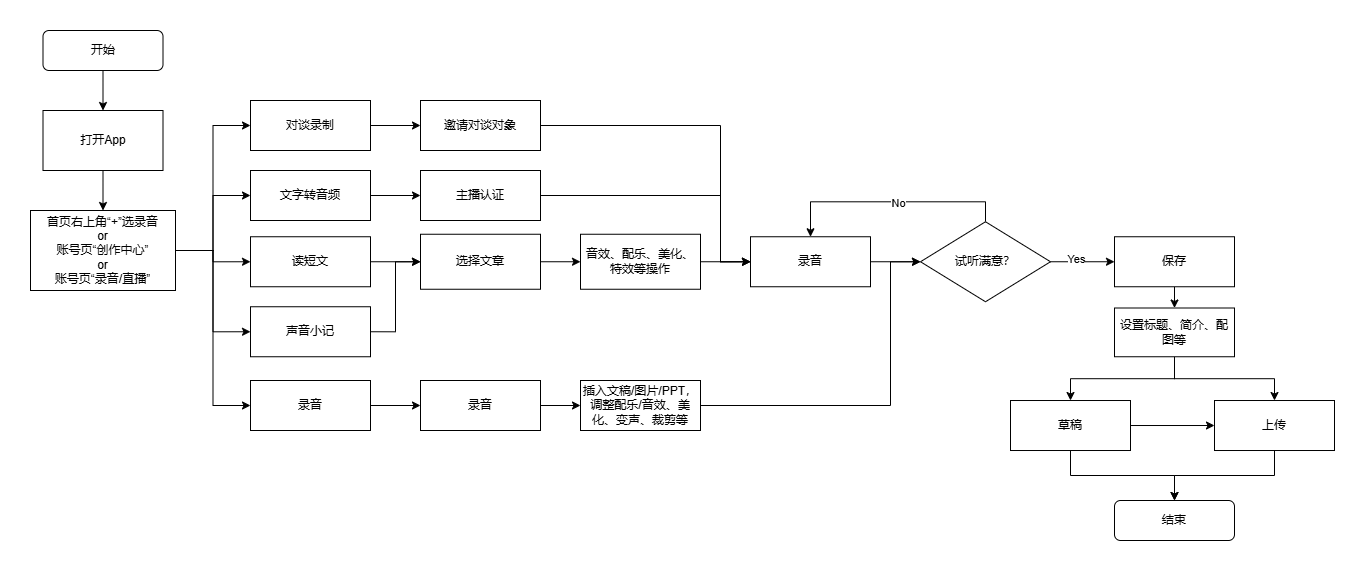 开始
打开App
首页右上角“+”选录音
or
账号页“创作中心”
or
账号页“录音/直播”
对谈录制
邀请对谈对象
文字转音频
主播认证
读短文
选择文章
音效、配乐、美化、
特效等操作
声音小记
录音
录音
插入文稿/图片/PPT，
调整配乐/音效、美
化、变声、裁剪等
录音
No
试听满意？
Yes
保存
设置标题、简介、配
图等
草稿
上传
结束